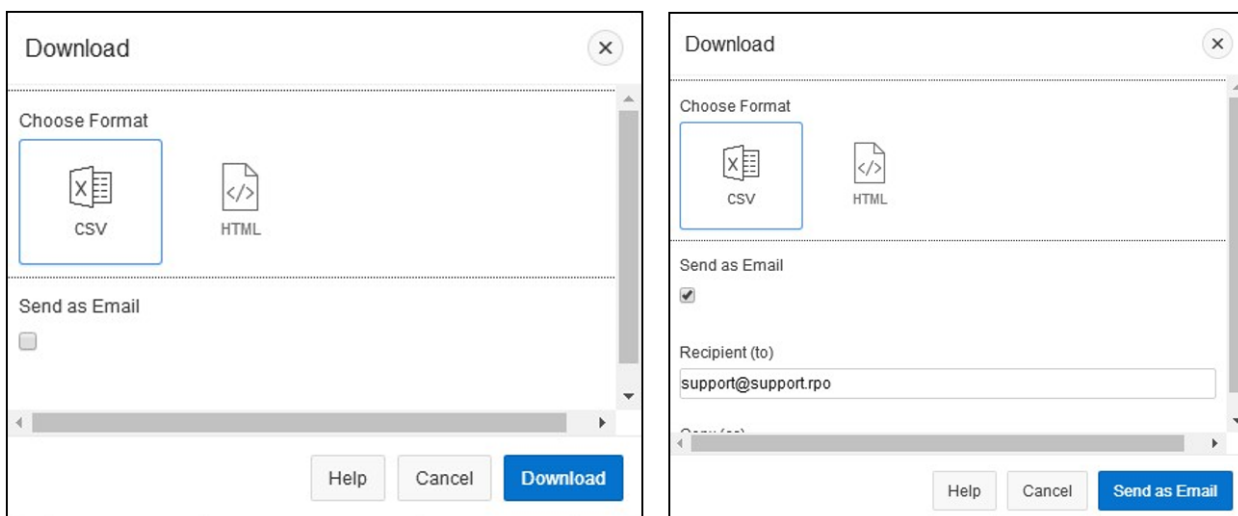 Download
Choose Format
CSV
HTML
Send as Email
Help
Cancel
Download
Download
Choose Format
CSV
HTML
Send as Email
Recipient (to)
support@support.rpo
Help
Cancel
Send as Email